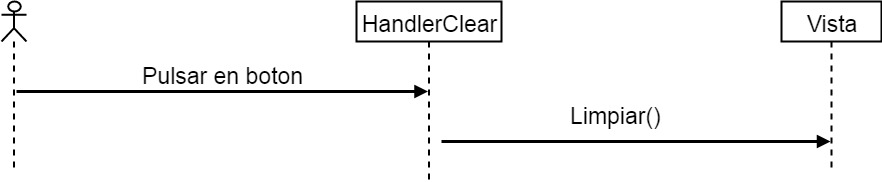 HandlerClear
Vista
Pulsar en boton
Limpiar()